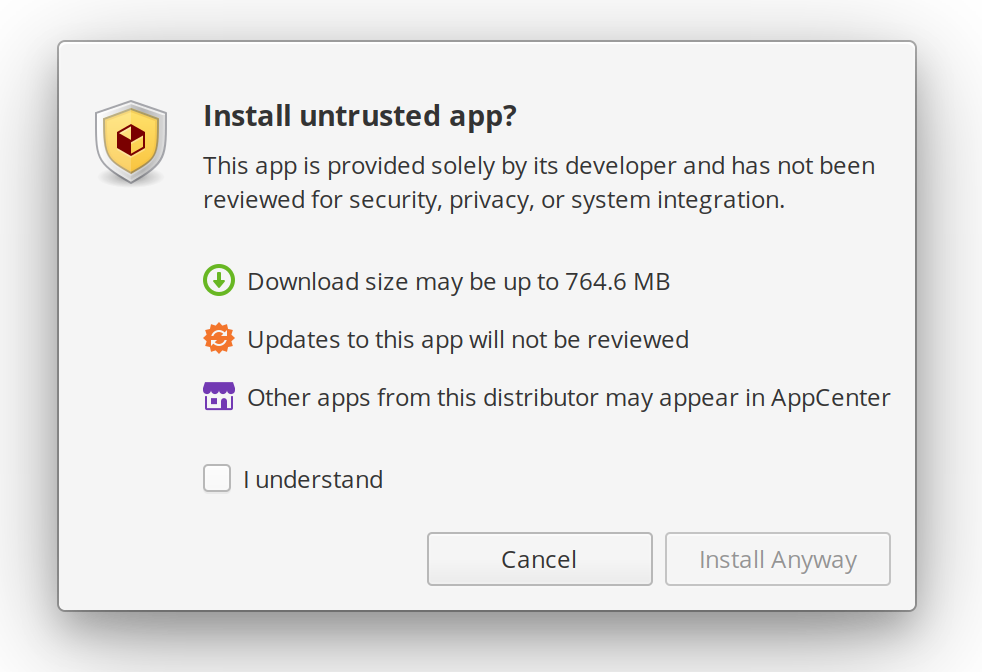 Install untrusted app?
This app is provided solely by its developer and has not been
reviewed for security, privacy, or system integration.
Download size may be up to 764.6 MB
Updates to this app will not be reviewed
Other apps from this distributor may appear in AppCenter
I understand
Cancel
Install Anyway